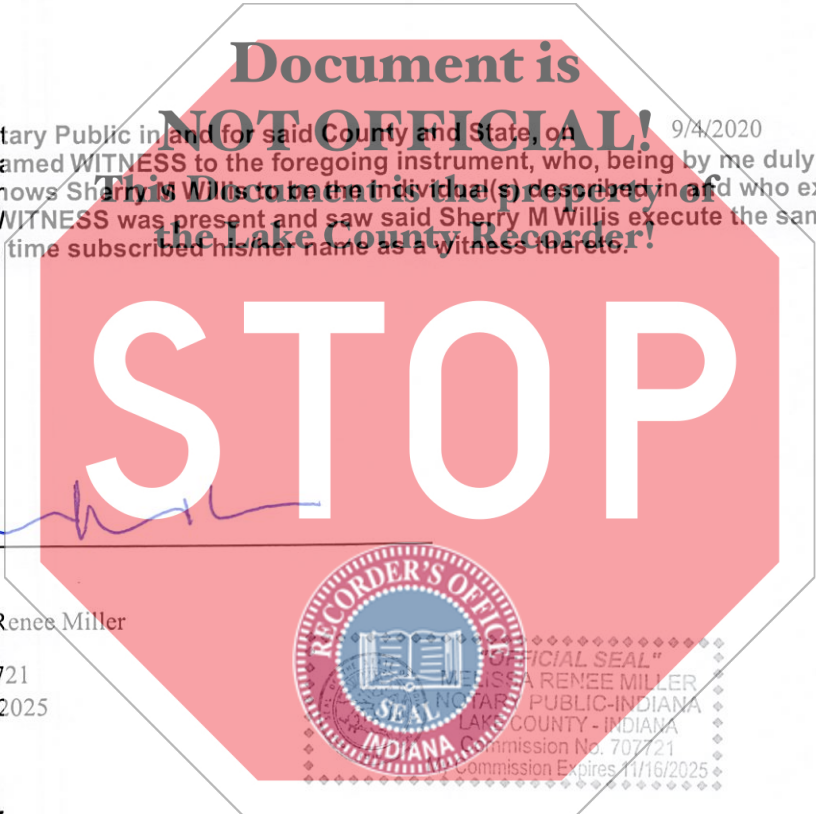 Document is
NOT OFFICIAL!
This Document is the property of
the Lake County Recorder!
tary Public in and for said County and State, on 9/4/2020
amed WITNESS to the foregoing instrument, who, being by me duly
nows Sherry M Willis to be the individual(s) described in and who ex
WITNESS was present and saw said Sherry M Willis execute the sam
time subscribed his/her name as a witness thereto.
STOP
Renee Miller
721
2025
RECORDER'S OFFICE
SEAL
INDIANA
"OFFICIAL SEAL"
MELISSA RENEE MILLER
NOTARY PUBLIC-INDIANA
LAKE COUNTY - INDIANA
Commission No. 707721
My Commission Expires 11/16/2025